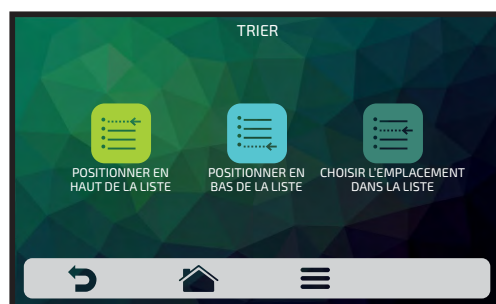 TRIER
POSITIONNER EN
HAUT DE LA LISTE
POSITIONNER EN
BAS DE LA LISTE
CHOISIR L'EMPLACEMENT
DANS LA LISTE